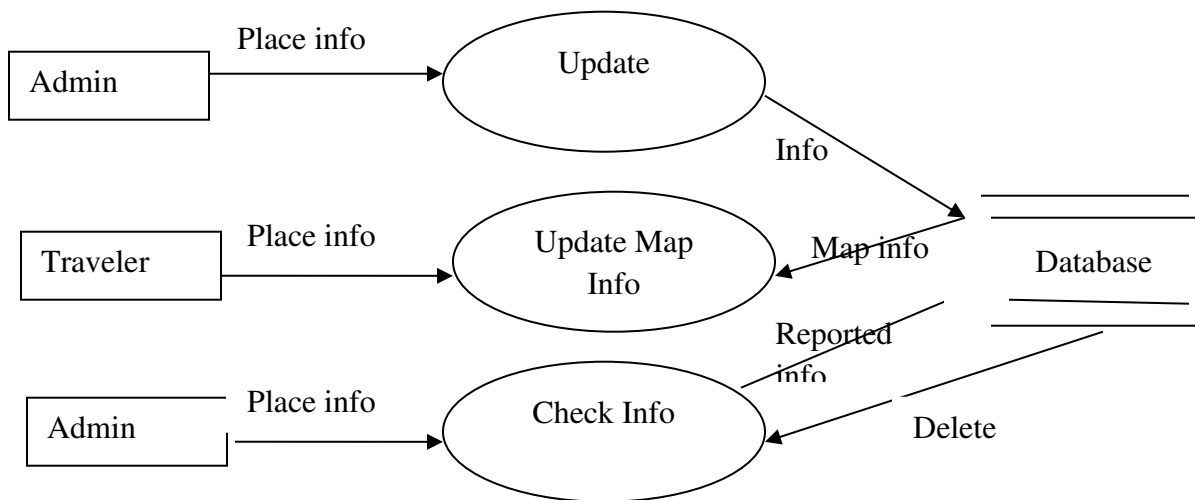 Place info
Admin
Update
Info
Place info
Traveler
Update Map
Info
Map info
Database
Reported
info
Place info
Admin
Check Info
Delete